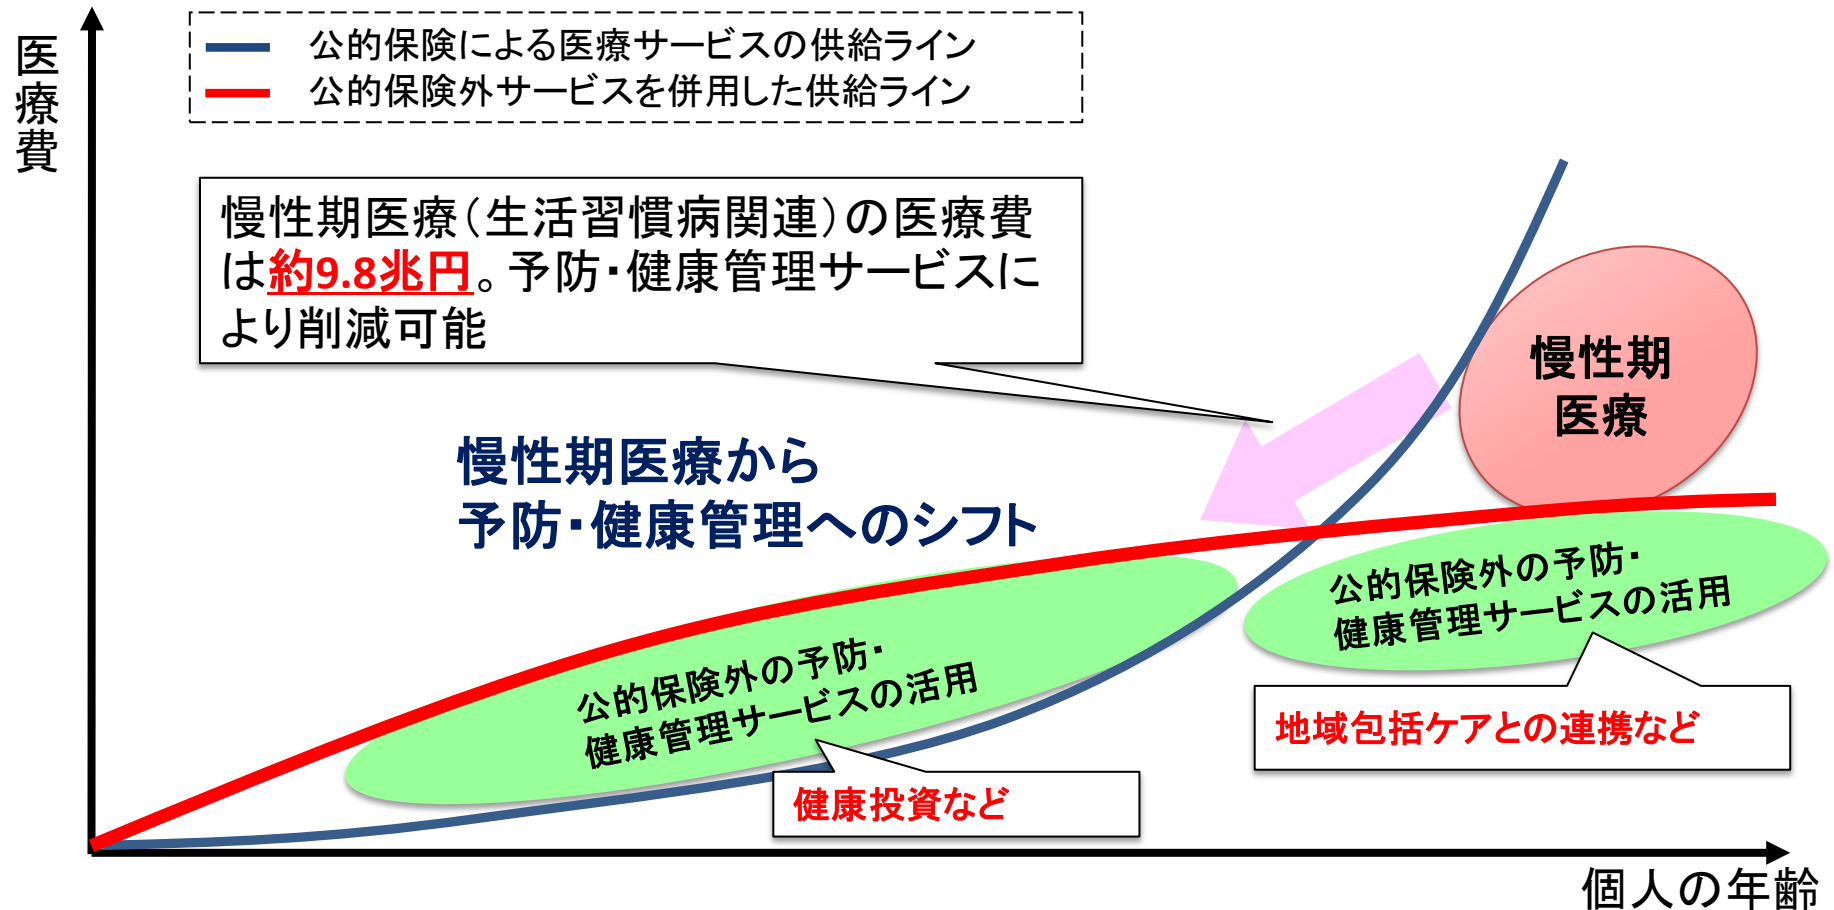 医療費
公的保険による医療サービスの供給ライン
公的保険外サービスを併用した供給ライン
慢性期医療（生活習慣病関連）の医療費
は約9.8兆円。予防・健康管理サービスに
より削減可能
慢性期
医療
慢性期医療から
予防・健康管理へのシフト
公的保険外の予防・
健康管理サービスの活用
公的保険外の予防・
健康管理サービスの活用
地域包括ケアとの連携など
健康投資など
個人の年齢